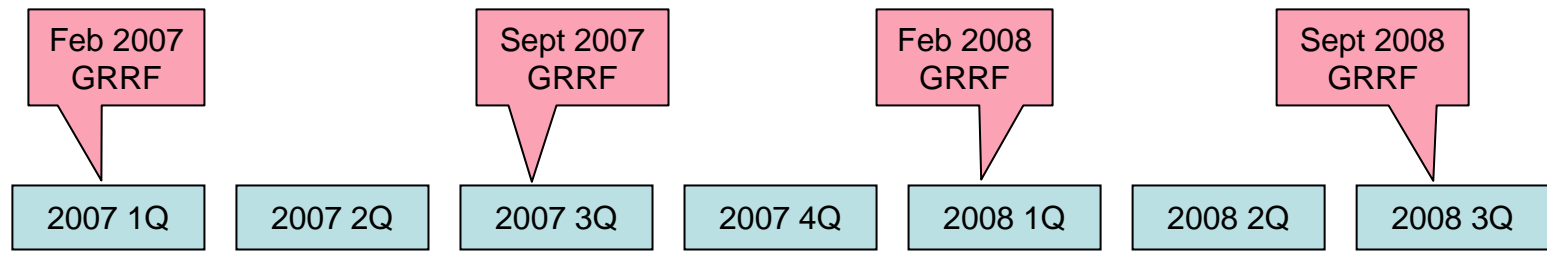 Feb 2007
GRRF
Sept 2007
GRRF
Feb 2008
GRRF
Sept 2008
GRRF
2007 1Q
2007 2Q
2007 3Q
2007 4Q
2008 1Q
2008 2Q
2008 3Q